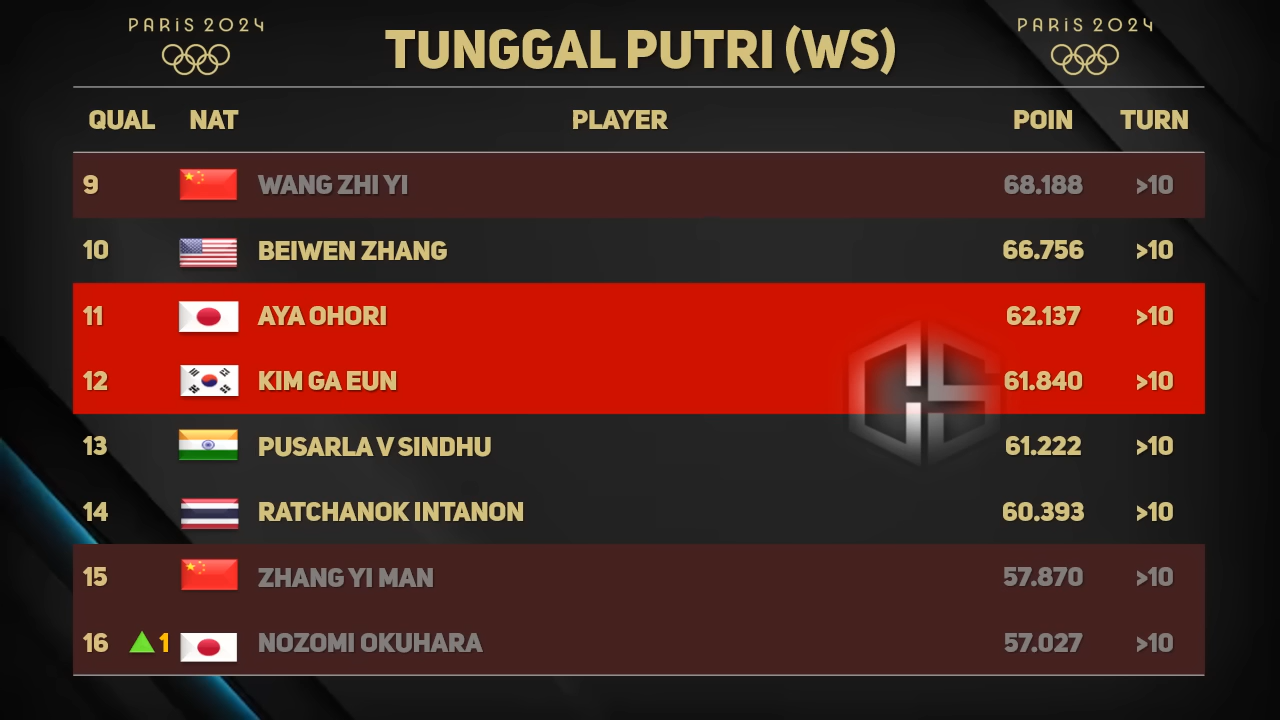 PARIS 2024
TUNGGAL PUTRI (WS)
PARIS 2024
QUAL NAT PLAYER POIN TURN
9 WANG ZHI YI 68.188 >10
10 BEIWEN ZHANG 66.756 >10
11 AYA OHORI 62.137 >10
12 KIM GA EUN 61.840 >10
13 PUSARLA V SINDHU 61.222 >10
14 RATCHANOK INTANON 60.393 >10
15 ZHANG YI MAN 57.870 >10
16 1 NOZOMI OKUHARA 57.027 >10